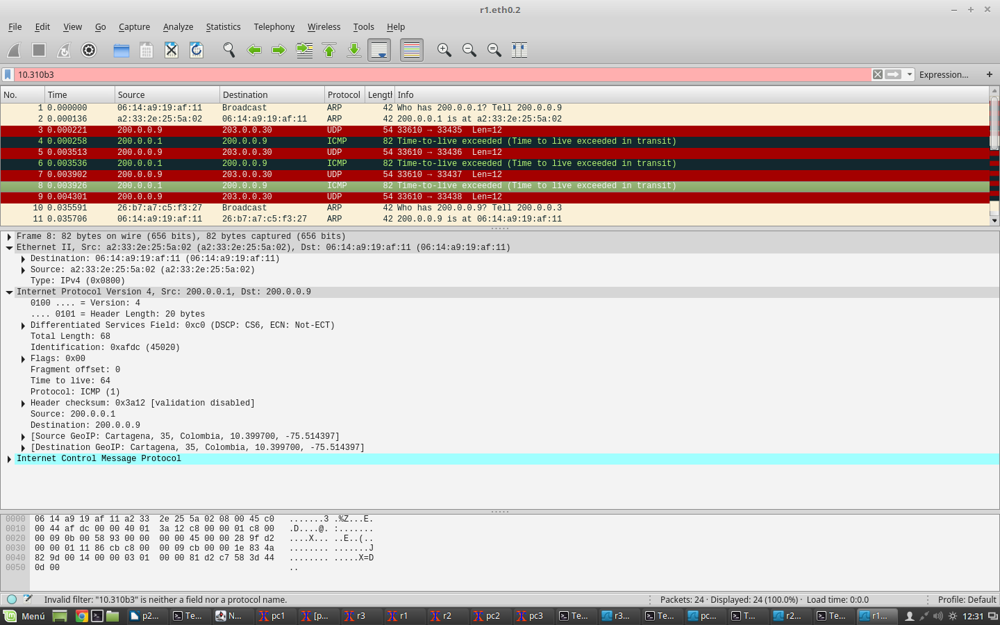 r1.eth0.2
File Edit View Go Capture Analyze Statistics Telephony Wireless Tools Help
10.310b3 Expression... +
No. Time Source Destination Protocol Length Info
1 0.000000 06:14:a9:19:af:11 Broadcast ARP 42 Who has 200.0.0.1? Tell 200.0.0.9
2 0.000136 a2:33:2e:25:5a:02 06:14:a9:19:af:11 ARP 42 200.0.0.1 is at a2:33:2e:25:5a:02
3 0.000221 200.0.0.9 203.0.0.30 UDP 54 33610 → 33435 Len=12
4 0.000258 200.0.0.1 200.0.0.9 ICMP 82 Time-to-live exceeded (Time to live exceeded in transit)
5 0.003513 200.0.0.9 203.0.0.30 UDP 54 33610 → 33436 Len=12
6 0.003536 200.0.0.1 200.0.0.9 ICMP 82 Time-to-live exceeded (Time to live exceeded in transit)
7 0.003902 200.0.0.9 203.0.0.30 UDP 54 33610 → 33437 Len=12
8 0.003926 200.0.0.1 200.0.0.9 ICMP 82 Time-to-live exceeded (Time to live exceeded in transit)
9 0.004301 200.0.0.9 203.0.0.30 UDP 54 33610 → 33438 Len=12
10 0.035591 26:b7:a7:c5:f3:27 Broadcast ARP 42 Who has 200.0.0.9? Tell 200.0.0.3
11 0.035706 06:14:a9:19:af:11 26:b7:a7:c5:f3:27 ARP 42 200.0.0.9 is at 06:14:a9:19:af:11
Frame 8: 82 bytes on wire (656 bits), 82 bytes captured (656 bits)
Ethernet II, Src: a2:33:2e:25:5a:02 (a2:33:2e:25:5a:02), Dst: 06:14:a9:19:af:11 (06:14:a9:19:af:11)
Destination: 06:14:a9:19:af:11 (06:14:a9:19:af:11)
Source: a2:33:2e:25:5a:02 (a2:33:2e:25:5a:02)
Type: IPv4 (0x0800)
Internet Protocol Version 4, Src: 200.0.0.1, Dst: 200.0.0.9
0100 .... = Version: 4
.... 0101 = Header Length: 20 bytes
Differentiated Services Field: 0xc0 (DSCP: CS6, ECN: Not-ECT)
Total Length: 68
Identification: 0xafdc (45020)
Flags: 0x00
Fragment offset: 0
Time to live: 64
Protocol: ICMP (1)
Header checksum: 0x3a12 [validation disabled]
Source: 200.0.0.1
Destination: 200.0.0.9
[Source GeoIP: Cartagena, 35, Colombia, 10.399700, -75.514397]
[Destination GeoIP: Cartagena, 35, Colombia, 10.399700, -75.514397]
Internet Control Message Protocol
0000 06 14 a9 19 af 11 a2 33 2e 25 5a 02 08 00 45 c0 .......3 .%Z...E.
0010 00 44 af dc 00 00 40 01 3a 12 c8 00 00 01 c8 00 .D....@. :.......
0020 00 09 0b 00 58 93 00 00 00 00 45 00 00 28 9f d2 ....X... ..E..(..
0030 00 00 01 11 86 cb c8 00 00 09 cb 00 00 1e 83 4a ........ .......J
0040 82 9d 00 14 00 00 03 01 00 00 81 d2 c7 58 3d 44 ........ .....X=D
0050 0d 00 ..
Invalid filter: "10.310b3" is neither a field nor a protocol name. Packets: 24 · Displayed: 24 (100.0%) · Load time: 0:0.0 Profile: Default
Menú p2... Te... N... pc1 [p... r3 r1 r2 pc2 pc3 Te... r3... Te... pc... T... r2... Te... r1... 12:31